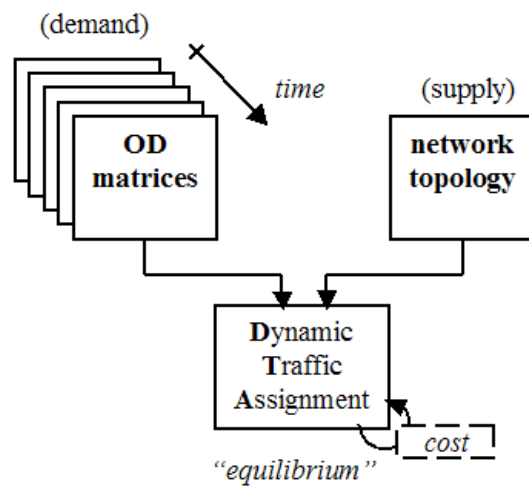 (demand)
time
(supply)
OD
matrices
network
topology
Dynamic
Traffic
Assignment
cost
“equilibrium”